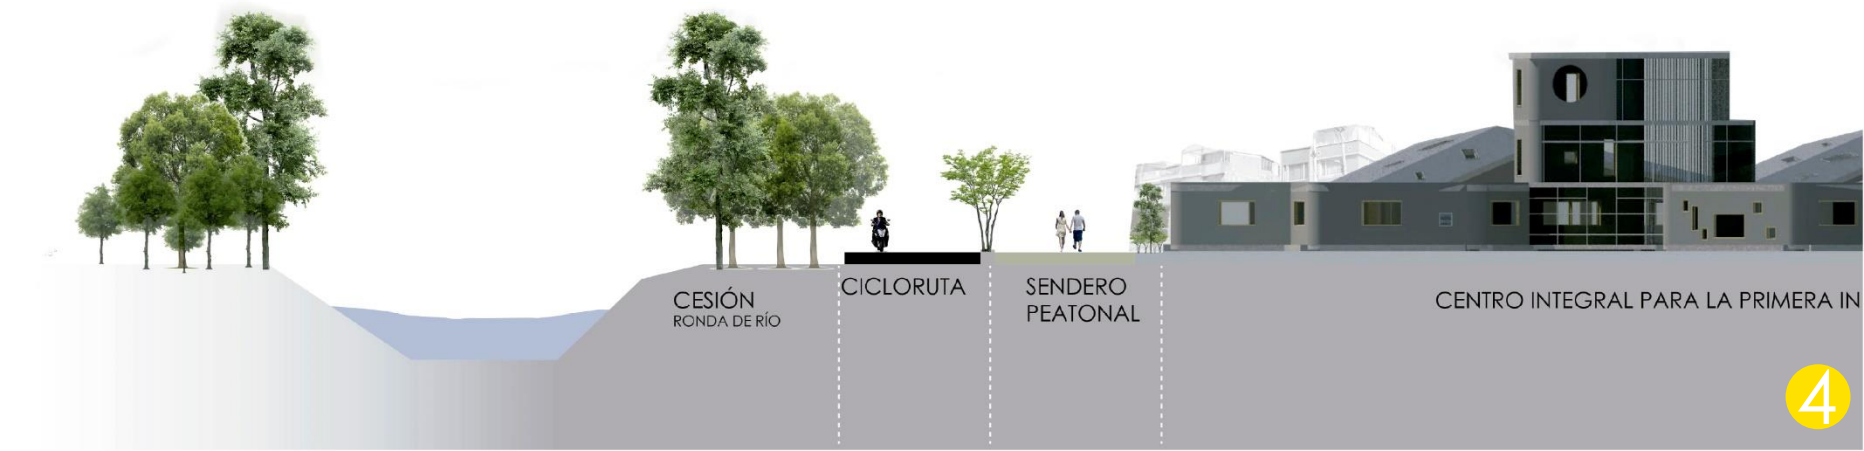 CESIÓN
RONDA DE RÍO
CICLORUTA
SENDERO
PEATONAL
CENTRO INTEGRAL PARA LA PRIMERA IN
4